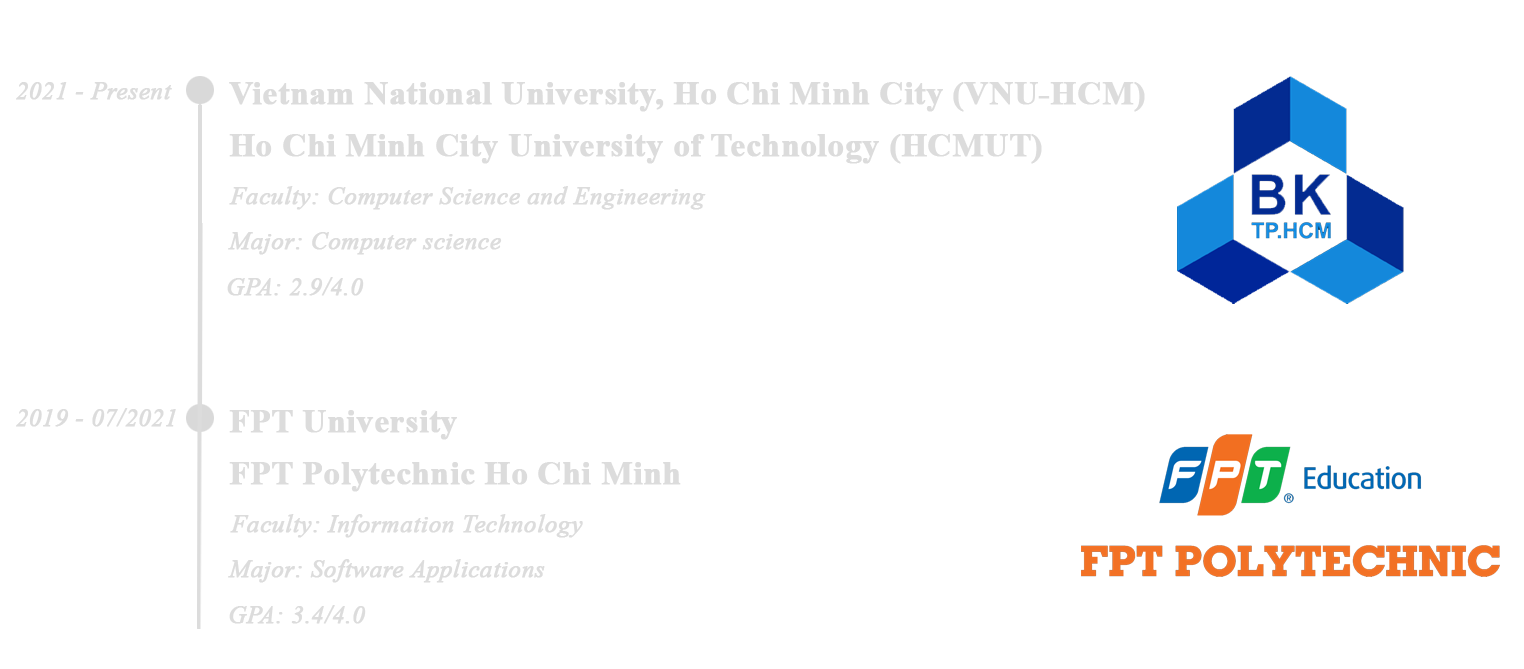 2021 - Present
Vietnam National University, Ho Chi Minh City (VNU-HCM)
Ho Chi Minh City University of Technology (HCMUT)
Faculty: Computer Science and Engineering
Major: Computer science
GPA: 2.9/4.0
BK
TP.HCM
2019 - 07/2021
FPT University
FPT Polytechnic Ho Chi Minh
Faculty: Information Technology
Major: Software Applications
GPA: 3.4/4.0
FPT® Education
FPT POLYTECHNIC